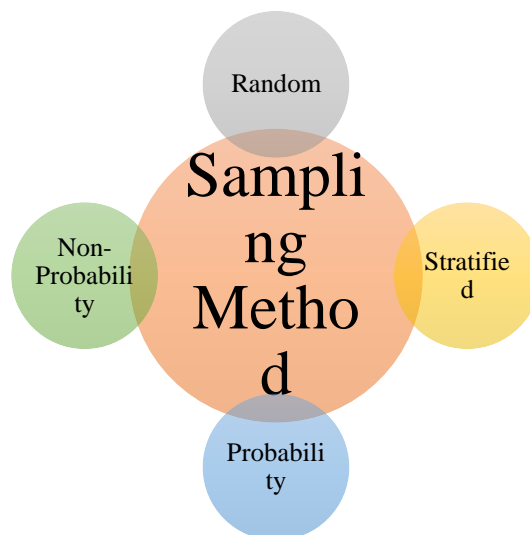 Random
Sampli
ng
Metho
d
Non-
Probabili
ty
Stratifie
d
Probabili
ty